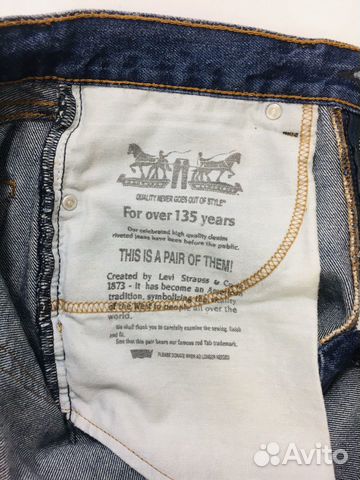 QUALITY NEVER GOES OUT OF STYLE™
For over 135 years
Our celebrated high quality denim
riveted jeans have been before the public.
THIS IS A PAIR OF THEM!
Created by Levi Strauss & Co.
1873 - It has become an American
tradition, symbolizing the vitality
of the West to people all over the
world.
We shall thank you to carefully examine the sewing, finish
and fit.
See that this pair bears our famous red Tab trademark.
PLEASE DONATE WHEN NO LONGER NEEDED
Avito